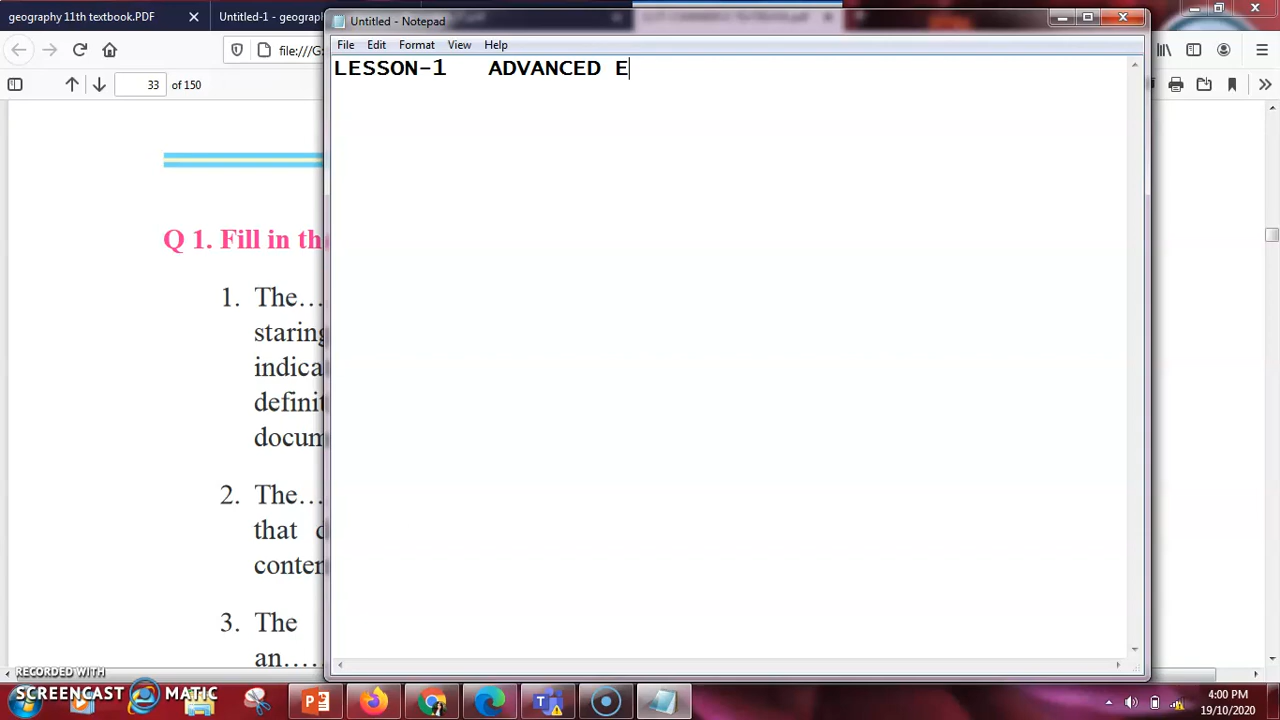 geography 11th textbook.PDF
Untitled-1 - geograp
Untitled - Notepad
file:///G:
File Edit Format View Help
33 of 150
LESSON-1 ADVANCED E
Q 1. Fill in th
1. The...
staring
indica
definit
docum
2. The...
that
conten
3. The
an.....
RECORDED WITH
SCREENCAST MATIC
4:00 PM
19/10/2020